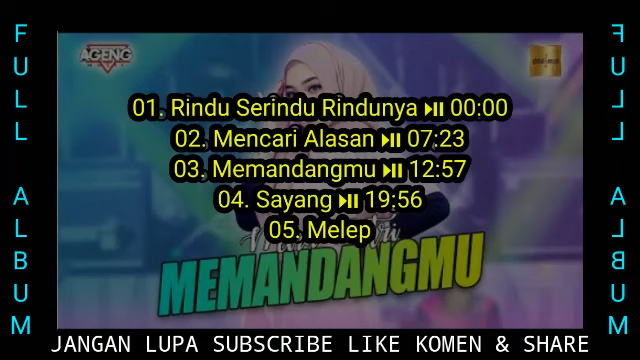 FULL ALBUM
AGENG
01. Rindu Serindu Rindunya ⏯ 00:00
02. Mencari Alasan ⏯ 07:23
03. Memandangmu ⏯ 12:57
04. Sayang ⏯ 19:56
05. Melep
MEMANDANGMU
FULL ALBUM
JANGAN LUPA SUBSCRIBE LIKE KOMEN & SHARE